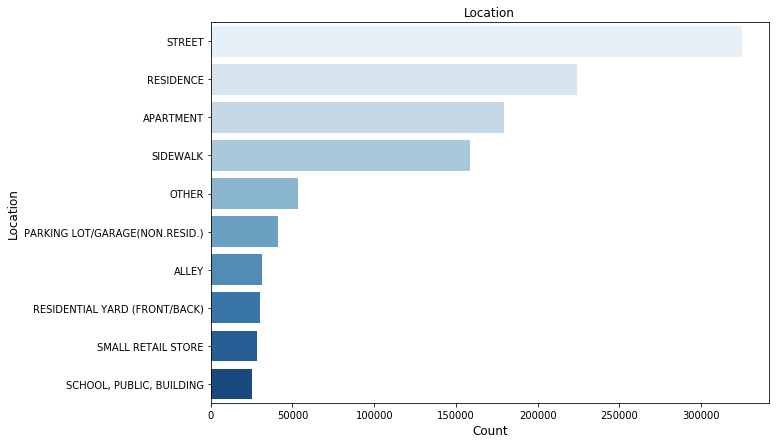 Location
Location
STREET
RESIDENCE
APARTMENT
SIDEWALK
OTHER
PARKING LOT/GARAGE(NON.RESID.)
ALLEY
RESIDENTIAL YARD (FRONT/BACK)
SMALL RETAIL STORE
SCHOOL, PUBLIC, BUILDING
0 50000 100000 150000 200000 250000 300000
Count